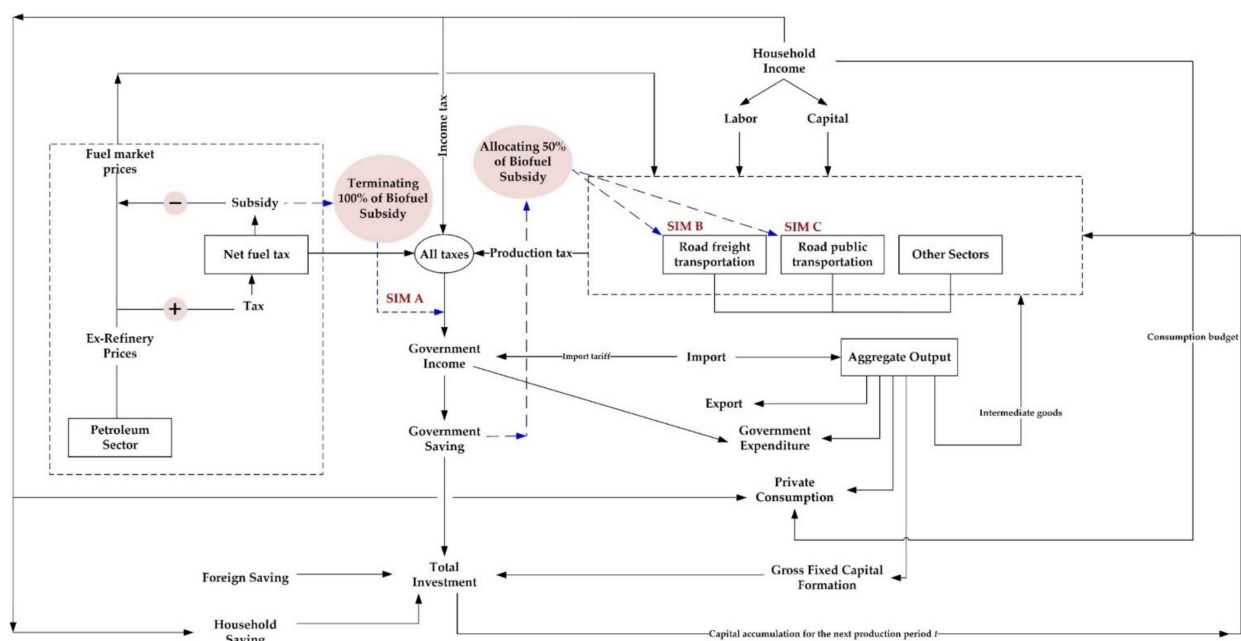 Household
Income
Labor
Capital
Income tax
Fuel market
prices
Terminating
100% of Biofuel
Subsidy
Allocating 50%
of Biofuel
Subsidy
−
Subsidy
SIM B
SIM C
Net fuel tax
All taxes
Production tax
Road freight
transportation
Road public
transportation
Other Sectors
+
Tax
SIM A
Ex-Refinery
Prices
Consumption budget
Government
Income
Import tariff
Import
Aggregate Output
Export
Intermediate goods
Petroleum
Sector
Government
Saving
Government
Expenditure
Private
Consumption
Foreign Saving
Total
Investment
Gross Fixed Capital
Formation
Household
Saving
Capital accumulation for the next production period t